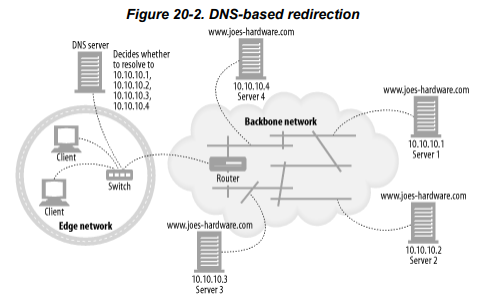 Figure 20-2. DNS-based redirection
DNS server
Decides whether
to resolve to
10.10.10.1,
10.10.10.2,
10.10.10.3,
10.10.10.4
www.joes-hardware.com
10.10.10.4
Server 4
Backbone network
www.joes-hardware.com
10.10.10.1
Server 1
Client
Switch
Client
Edge network
Router
www.joes-hardware.com
10.10.10.3
Server 3
www.joes-hardware.com
10.10.10.2
Server 2